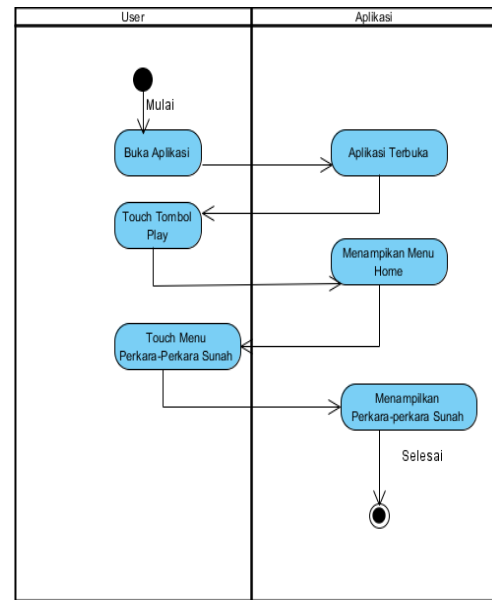 User
Aplikasi
Mulai
Buka Aplikasi
Aplikasi Terbuka
Touch Tombol
Play
Menampikan Menu
Home
Touch Menu
Perkara-Perkara Sunah
Menampilkan
Perkara-perkara Sunah
Selesai